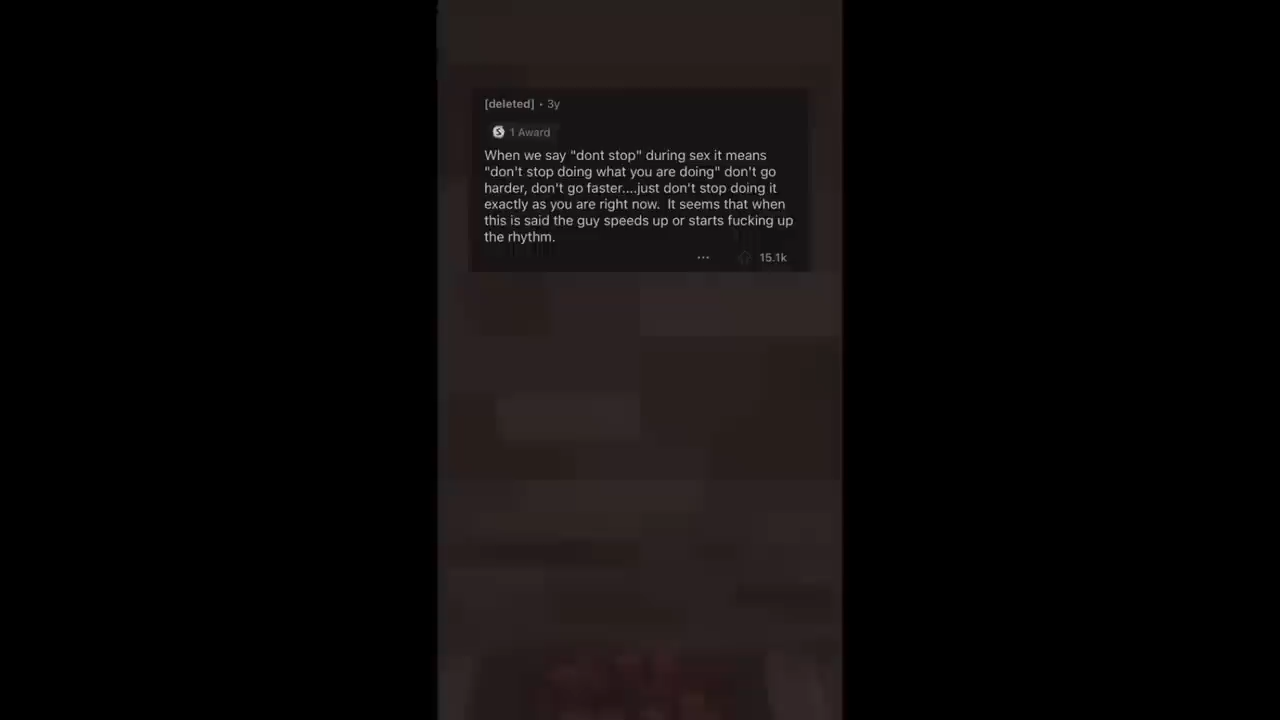 [deleted] • 3y
1 Award
When we say "dont stop" during sex it means
"don't stop doing what you are doing" don't go
harder, don't go faster....just don't stop doing it
exactly as you are right now.  It seems that when
this is said the guy speeds up or starts fucking up
the rhythm.
... 15.1k